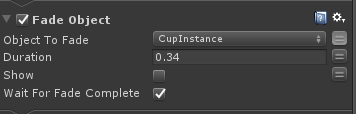 Fade Object
Object To Fade CupInstance
Duration 0.34
Show
Wait For Fade Complete